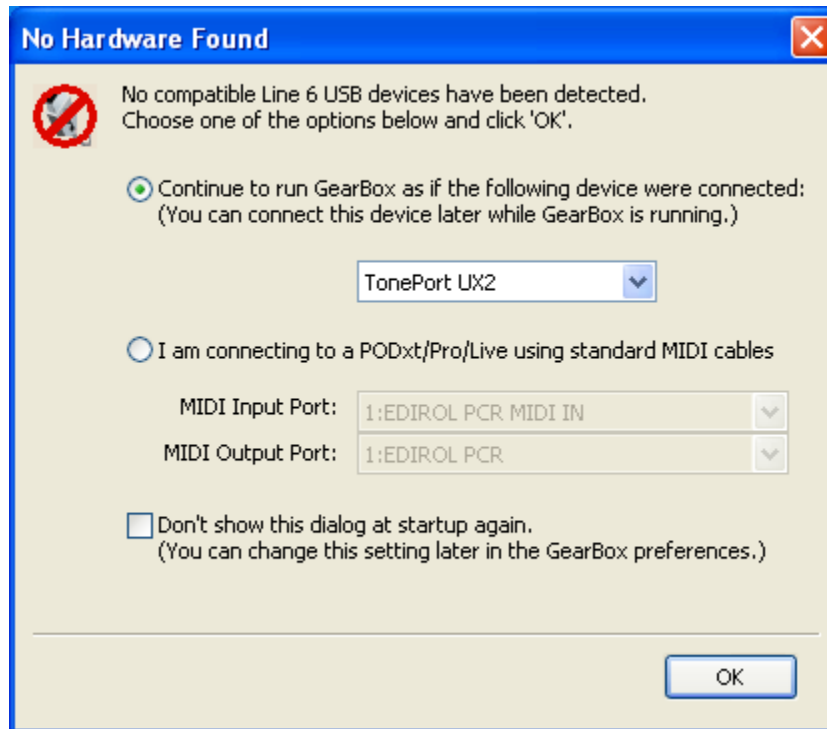 No Hardware Found
No compatible Line 6 USB devices have been detected.
Choose one of the options below and click 'OK'.
Continue to run GearBox as if the following device were connected:
(You can connect this device later while GearBox is running.)
TonePort UX2
I am connecting to a PODxt/Pro/Live using standard MIDI cables
MIDI Input Port: 1:EDIROL PCR MIDI IN
MIDI Output Port: 1:EDIROL PCR
Don't show this dialog at startup again.
(You can change this setting later in the GearBox preferences.)
OK